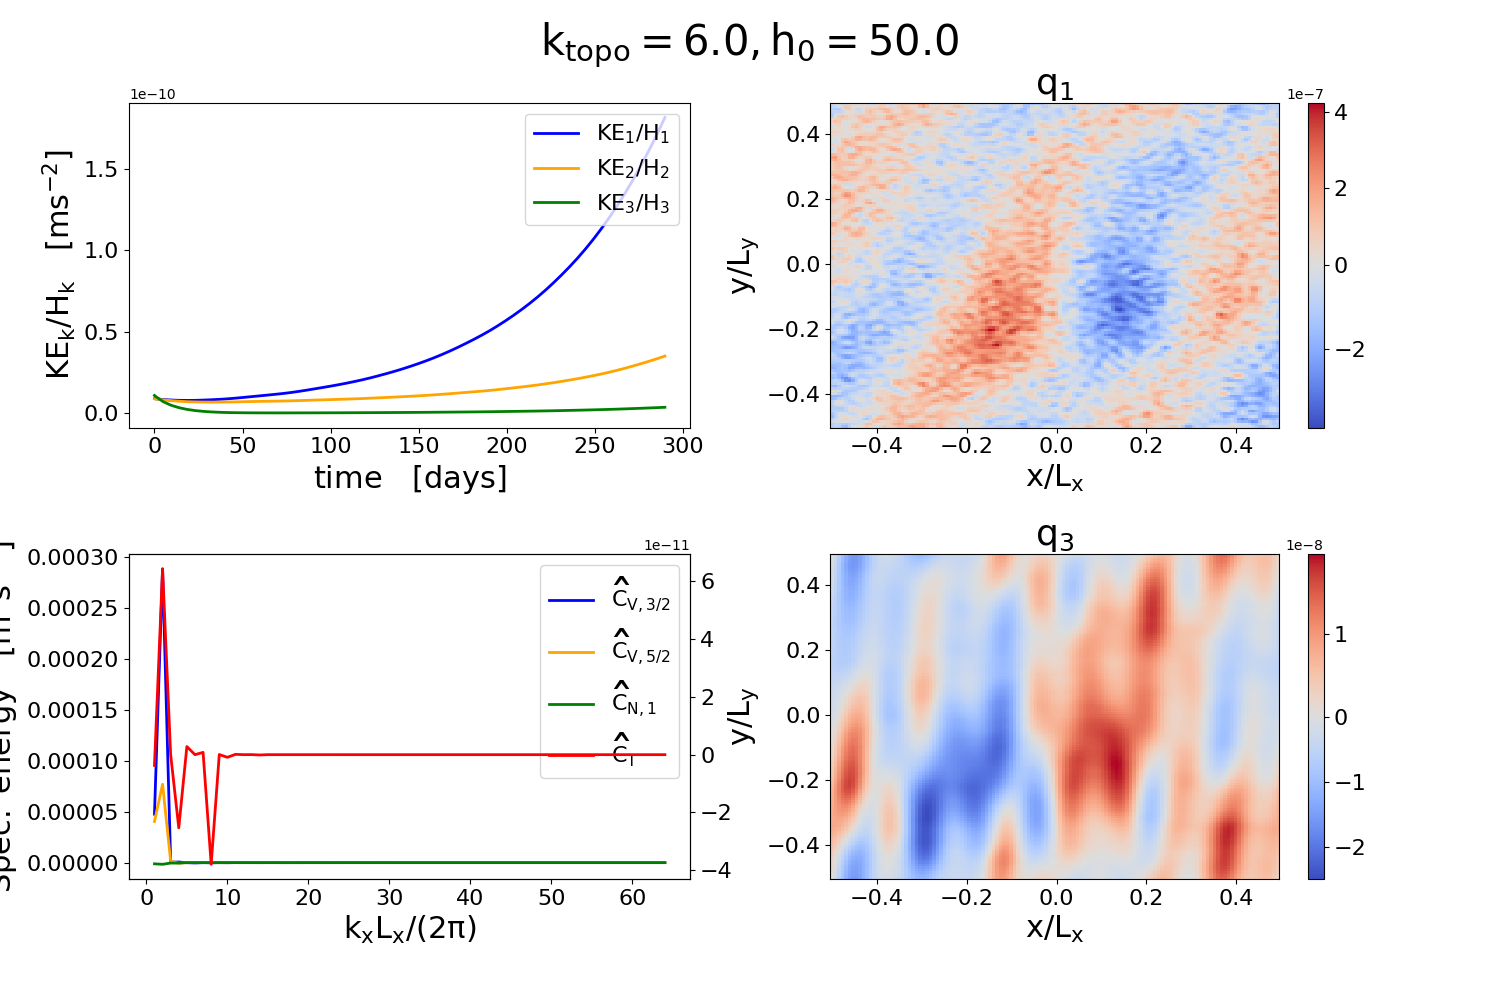 k_topo = 6.0, h_0 = 50.0
1e−10
KE_k/H_k [ms^−2]
1.5
1.0
0.5
0.0
KE_1/H_1
KE_2/H_2
KE_3/H_3
0 50 100 150 200 250 300
time [days]
q_1
1e−7
y/L_y
0.4
0.2
0.0
−0.2
−0.4
−0.4 −0.2 0.0 0.2 0.4
x/L_x
4
2
0
−2
1e−11
0.00030
0.00025
0.00020
0.00015
0.00010
0.00005
0.00000
Ĉ_V, 3/2
Ĉ_V, 5/2
Ĉ_N, 1
6
4
2
0
−2
−4
0 10 20 30 40 50 60
k_xL_x/(2π)
q_3
1e−8
y/L_y
0.4
0.2
0.0
−0.2
−0.4
−0.4 −0.2 0.0 0.2 0.4
x/L_x
1
0
−1
−2